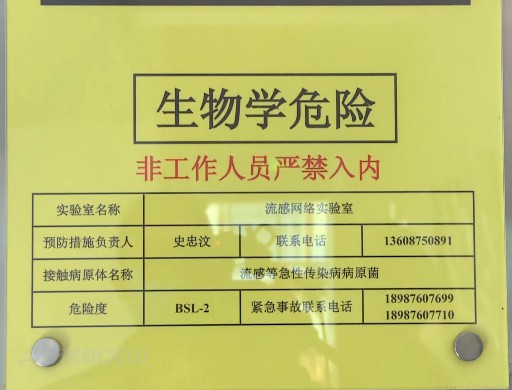 生物学危险
非工作人员严禁入内
实验室名称 流感网络实验室
预防措施负责人 史忠汶 联系电话 13608750891
接触病原体名称 流感等急性传染病病原菌
危险度 BSL-2 紧急事故联系电话 18987607699
18987607710